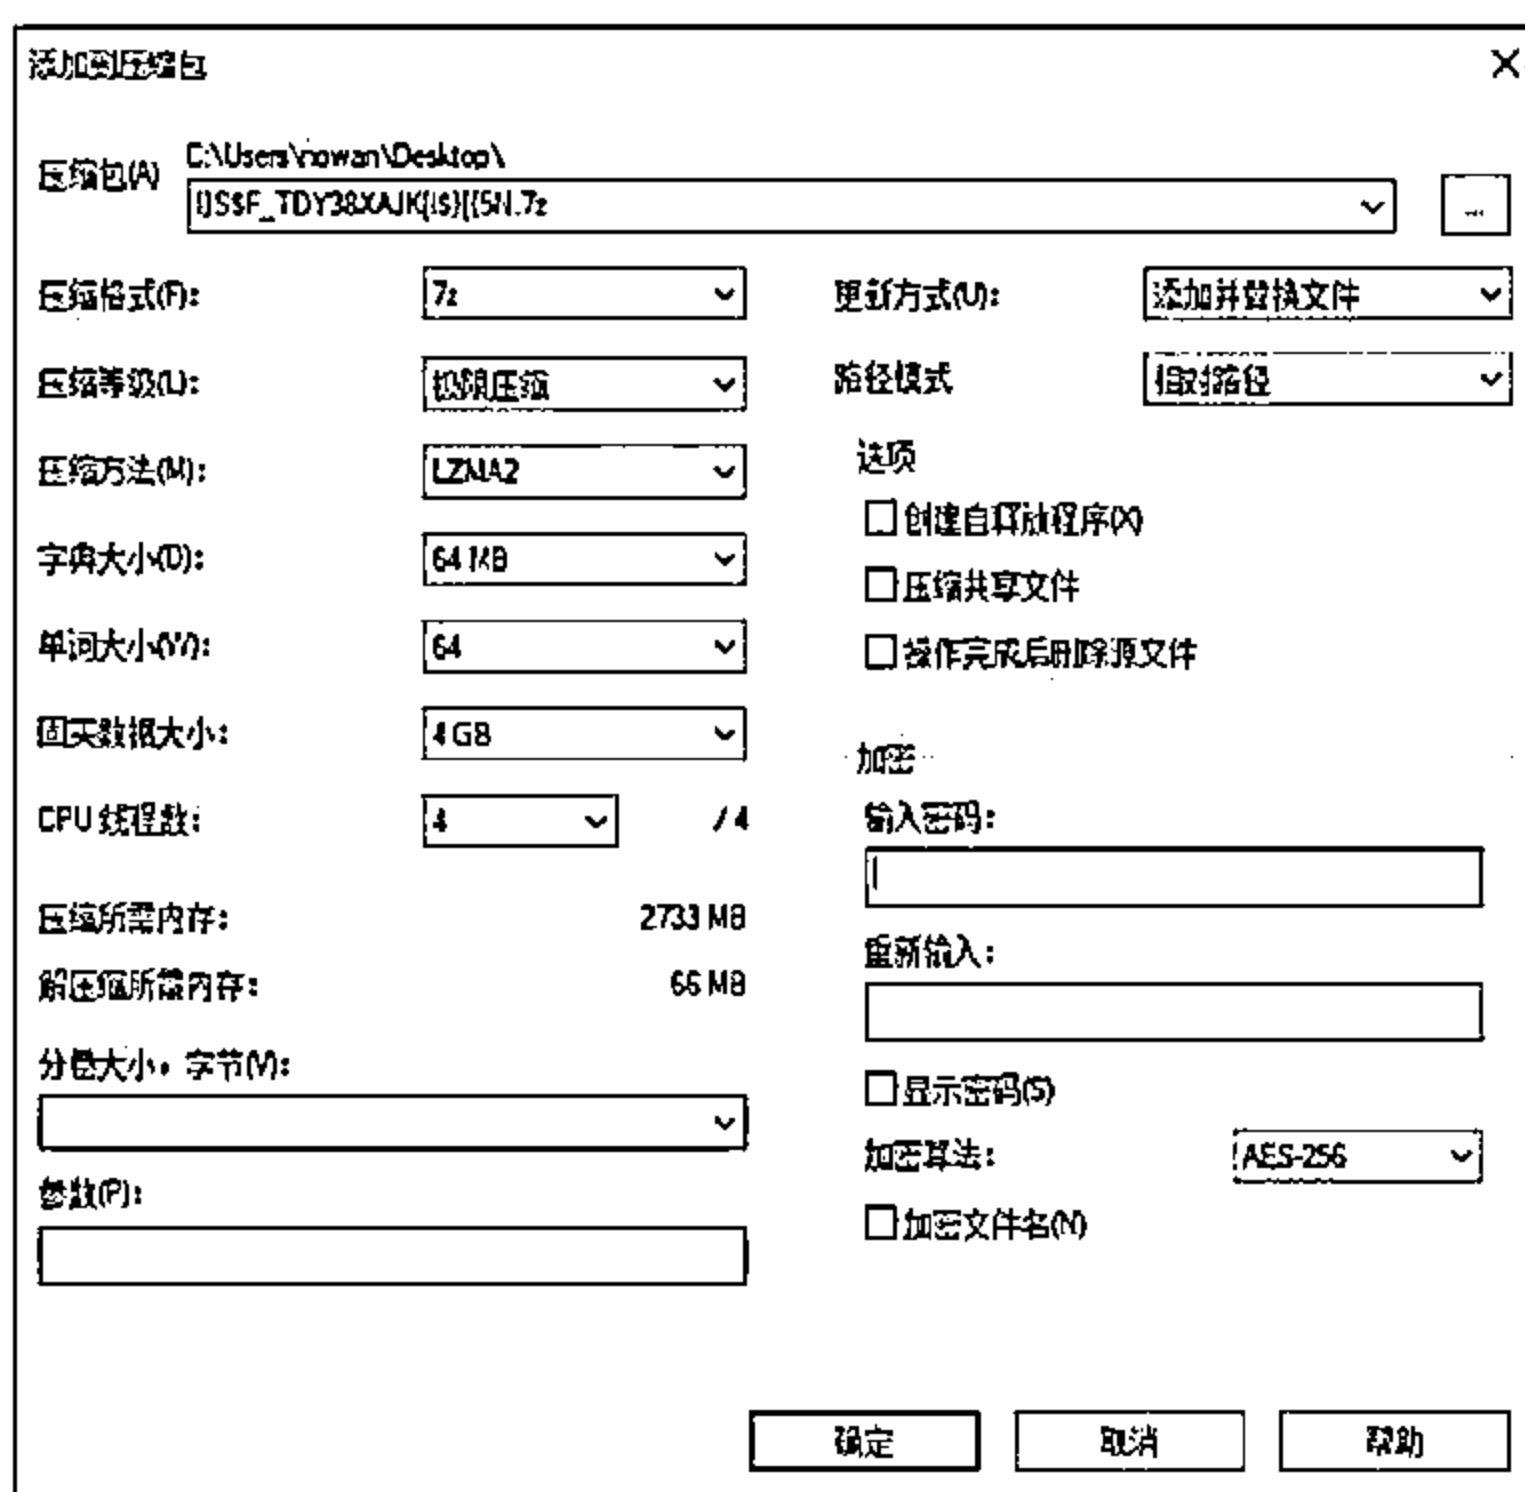 添加到压缩包
压缩包(A)
C:\Users\rowan\Desktop\
7z
...
压缩格式(F): 7z
更新方式(U): 添加并替换文件
压缩等级(L): 极限压缩
路径模式 相对路径
压缩方法(M): LZMA2
选项
创建自释放程序(X)
字典大小(D): 64 MB
压缩共享文件
单词大小(W): 64
操作完成后删除源文件
固实数据大小: 4 GB
加密
CPU 线程数: 4 / 4
输入密码:
压缩所需内存: 2733 MB
重新输入:
解压缩所需内存: 66 MB
分卷大小，字节(V):
显示密码(S)
加密算法: AES-256
参数(P):
加密文件名(N)
确定 取消 帮助